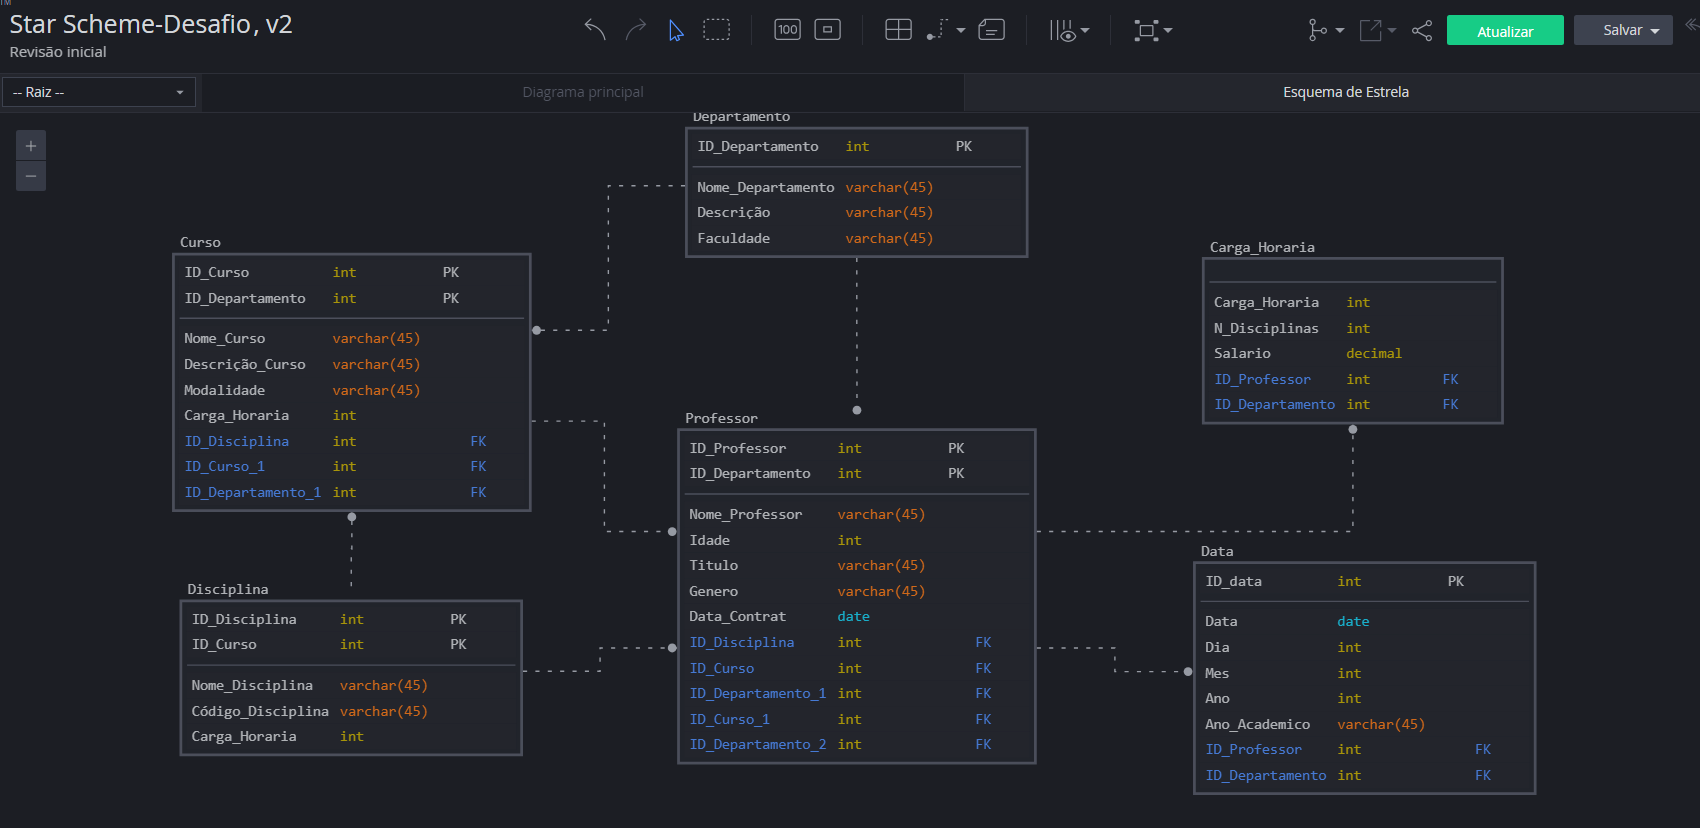 TM
Star Scheme-Desafio, v2
Revisão inicial
100
Atualizar
Salvar
-- Raiz --
Diagrama principal
Esquema de Estrela
+
−
Departamento
ID_Departamento int PK
Nome_Departamento varchar(45)
Descrição varchar(45)
Faculdade varchar(45)
Curso
ID_Curso int PK
ID_Departamento int PK
Nome_Curso varchar(45)
Descrição_Curso varchar(45)
Modalidade varchar(45)
Carga_Horaria int
ID_Disciplina int FK
ID_Curso_1 int FK
ID_Departamento_1 int FK
Carga_Horaria
Carga_Horaria int
N_Disciplinas int
Salario decimal
ID_Professor int FK
ID_Departamento int FK
Professor
ID_Professor int PK
ID_Departamento int PK
Nome_Professor varchar(45)
Idade int
Titulo varchar(45)
Genero varchar(45)
Data_Contrat date
ID_Disciplina int FK
ID_Curso int FK
ID_Departamento_1 int FK
ID_Curso_1 int FK
ID_Departamento_2 int FK
Disciplina
ID_Disciplina int PK
ID_Curso int PK
Nome_Disciplina varchar(45)
Código_Disciplina varchar(45)
Carga_Horaria int
Data
ID_data int PK
Data date
Dia int
Mes int
Ano int
Ano_Academico varchar(45)
ID_Professor int FK
ID_Departamento int FK